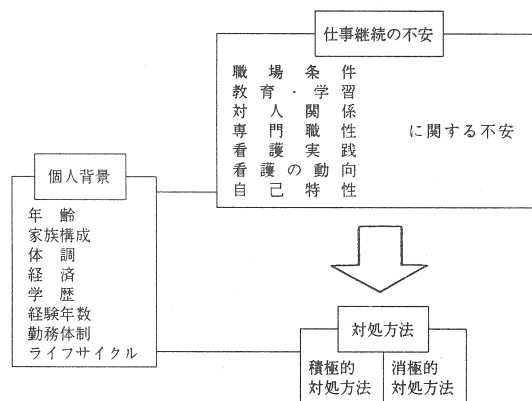 仕事継続の不安
職場条件
教育・学習
対人関係
専門職性
看護実践
看護の動向
自己特性
に関する不安
個人背景
年齢
家族構成
体調
経済
学歴
経験年数
勤務体制
ライフサイクル
対処方法
積極的
対処方法
消極的
対処方法